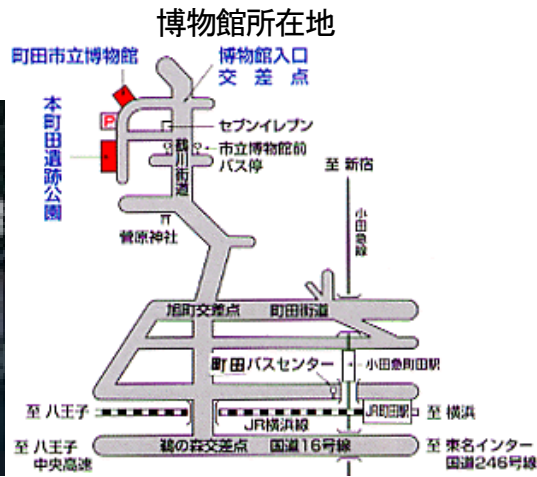 博物館所在地
町田市立博物館
博物館入口
交差点
本町田遺跡公園
P
セブンイレブン
鶴川街道
市立博物館前
バス停
至 新宿
小田急線
菅原神社
旭町交差点
町田街道
町田バスセンター
小田急町田駅
至 八王子
JR横浜線
JR町田駅
至 横浜
至 八王子
中央高速
鵜の森交差点
国道16号線
至 東名インター
国道246号線